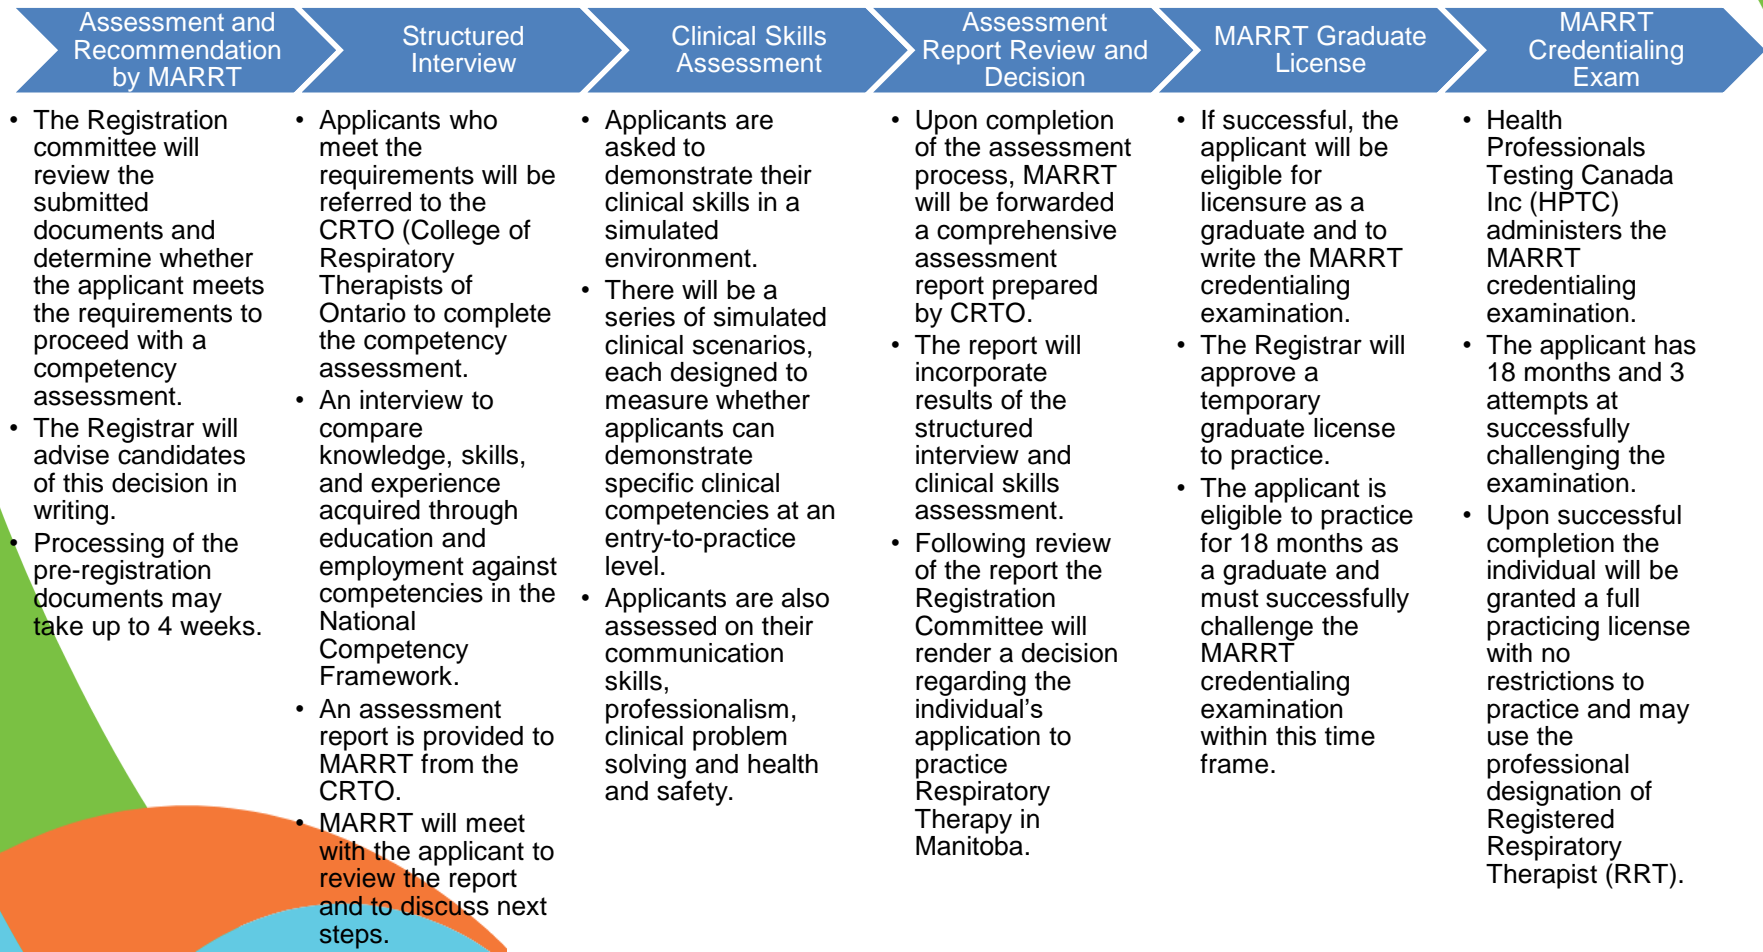 Assessment and
Recommendation
by MARRT
Structured
Interview
Clinical Skills
Assessment
Assessment
Report Review and
Decision
MARRT Graduate
License
MARRT
Credentialing
Exam
• The Registration
committee will
review the
submitted
documents and
determine whether
the applicant meets
the requirements to
proceed with a
competency
assessment.
• The Registrar will
advise candidates
of this decision in
writing.
• Processing of the
pre-registration
documents may
take up to 4 weeks.
• Applicants who
meet the
requirements will be
referred to the
CRTO (College of
Respiratory
Therapists of
Ontario to complete
the competency
assessment.
• An interview to
compare
knowledge, skills,
and experience
acquired through
education and
employment against
competencies in the
National
Competency
Framework.
• An assessment
report is provided to
MARRT from the
CRTO.
• MARRT will meet
with the applicant to
review the report
and to discuss next
steps.
• Applicants are
asked to
demonstrate their
clinical skills in a
simulated
environment.
• There will be a
series of simulated
clinical scenarios,
each designed to
measure whether
applicants can
demonstrate
specific clinical
competencies at an
entry-to-practice
level.
• Applicants are also
assessed on their
communication
skills,
professionalism,
clinical problem
solving and health
and safety.
• Upon completion
of the assessment
process, MARRT
will be forwarded
a comprehensive
assessment
report prepared
by CRTO.
• The report will
incorporate
results of the
structured
interview and
clinical skills
assessment.
• Following review
of the report the
Registration
Committee will
render a decision
regarding the
individual’s
application to
practice
Respiratory
Therapy in
Manitoba.
• If successful, the
applicant will be
eligible for
licensure as a
graduate and to
write the MARRT
credentialing
examination.
• The Registrar will
approve a
temporary
graduate license
to practice.
• The applicant is
eligible to practice
for 18 months as
a graduate and
must successfully
challenge the
MARRT
credentialing
examination
within this time
frame.
• Health
Professionals
Testing Canada
Inc (HPTC)
administers the
MARRT
credentialing
examination.
• The applicant has
18 months and 3
attempts at
successfully
challenging the
examination.
• Upon successful
completion the
individual will be
granted a full
practicing license
with no
restrictions to
practice and may
use the
professional
designation of
Registered
Respiratory
Therapist (RRT).